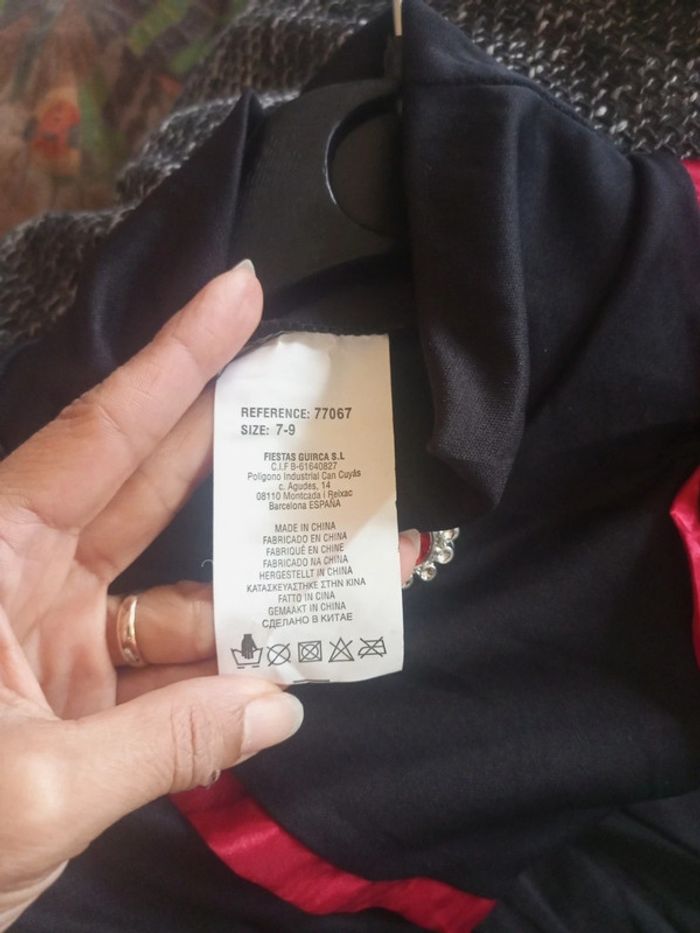 REFERENCE: 77067
SIZE: 7-9
FIESTAS GUIRCA S.L
C.I.F B-61640827
Poligono Industrial Can Cuyás
c. Agudes, 14
08110 Montcada i Reixac
Barcelona ESPAÑA
MADE IN CHINA
FABRICADO EN CHINA
FABRIQUÉ EN CHINE
FABRICADO NA CHINA
HERGESTELLT IN CHINA
ΚΑΤΑΣΚΕΥΑΣΤΗΚΕ ΣΤΗΝ ΚΙΝΑ
FATTO IN CINA
GEMAAKT IN CHINA
СДЕЛАНО В КИТАЕ